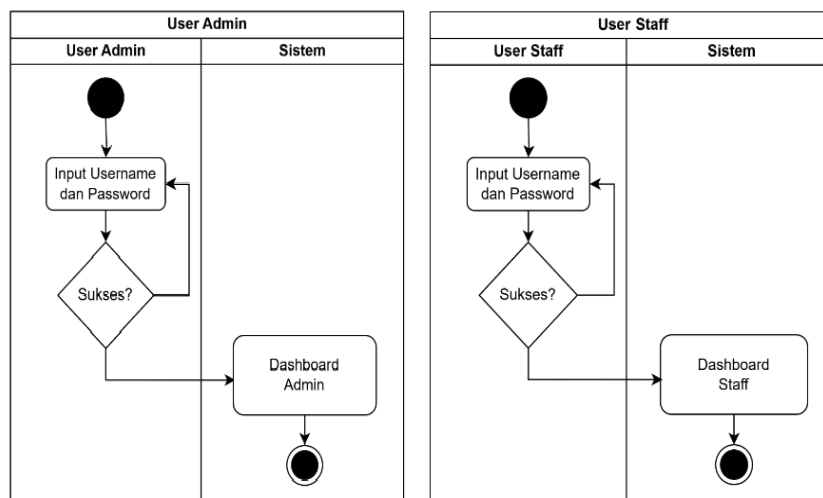 User Admin
User Admin
Sistem
Input Username
dan Password
Sukses?
Dashboard
Admin
User Staff
User Staff
Sistem
Input Username
dan Password
Sukses?
Dashboard
Staff